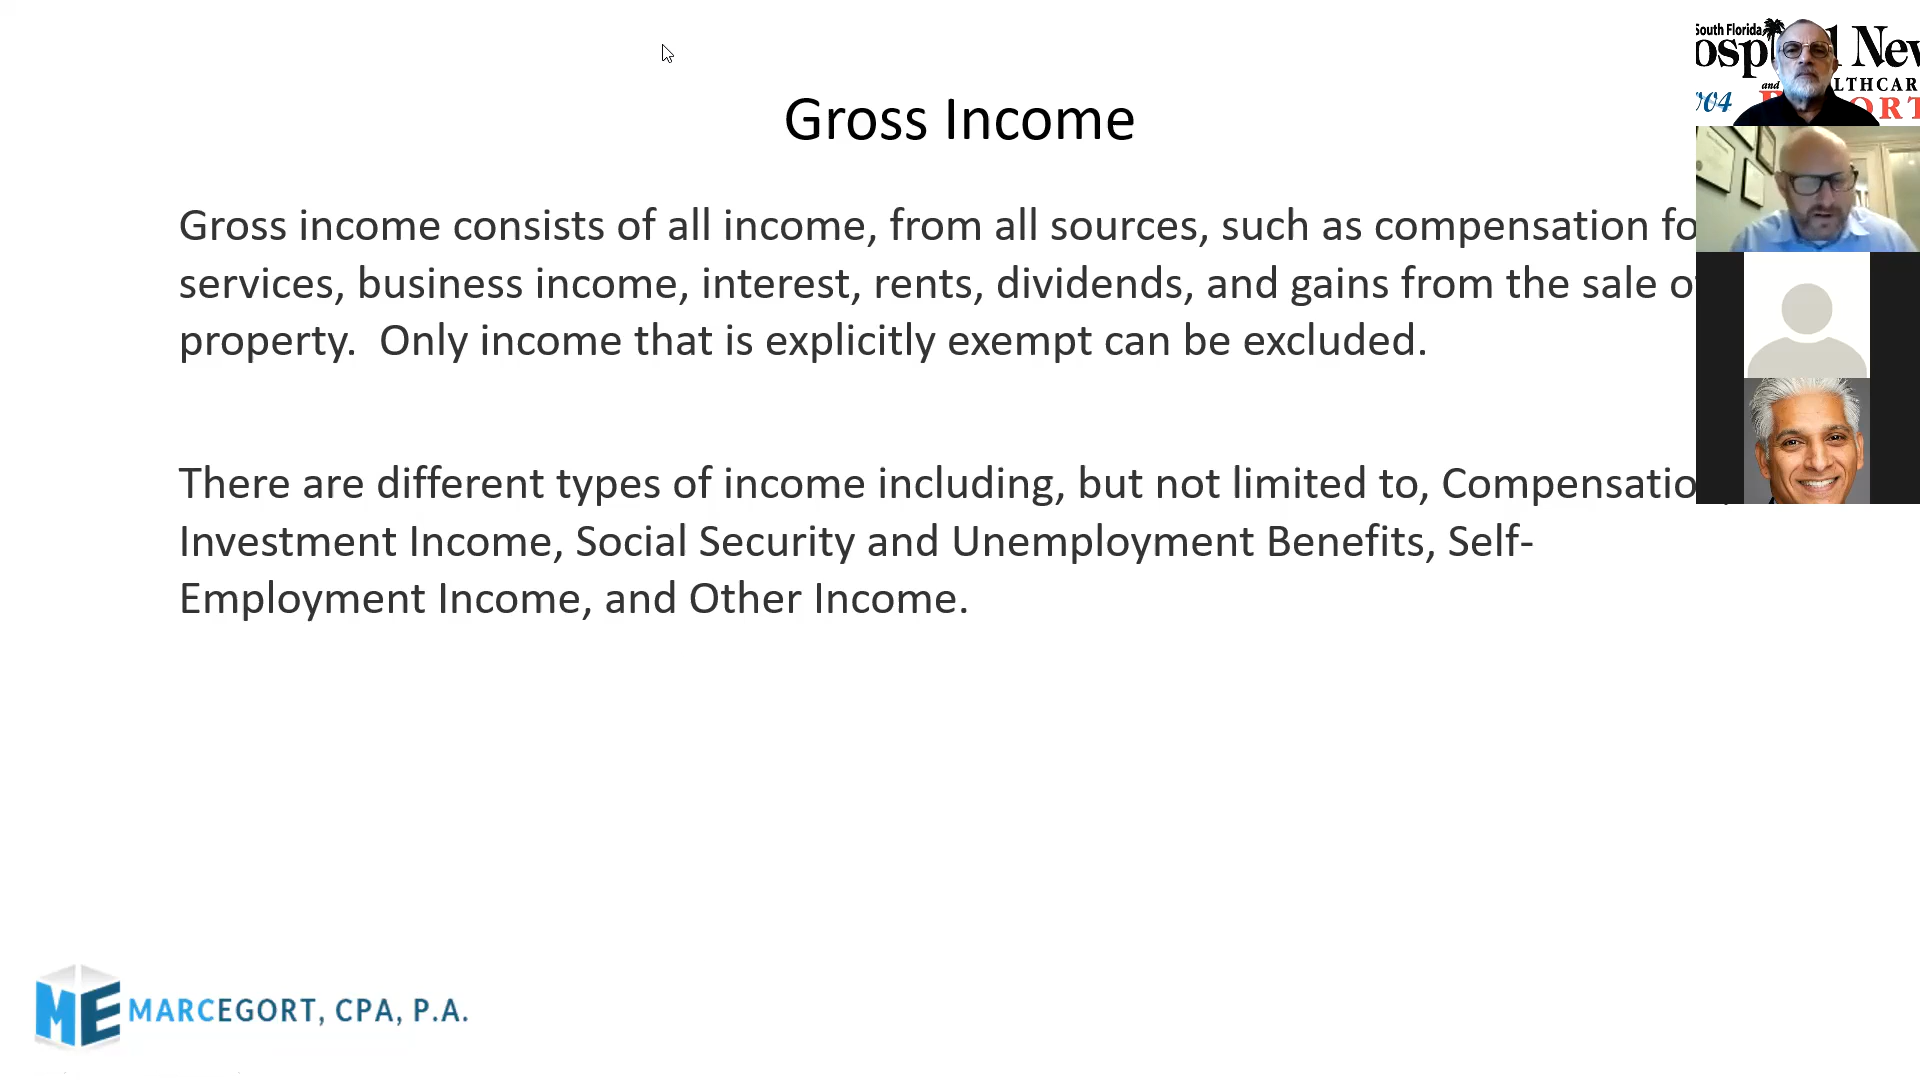 Gross Income
Gross income consists of all income, from all sources, such as compensation fo
services, business income, interest, rents, dividends, and gains from the sale o
property. Only income that is explicitly exempt can be excluded.
There are different types of income including, but not limited to, Compensatio
Investment Income, Social Security and Unemployment Benefits, Self-
Employment Income, and Other Income.
South Florida
and
ME MARCEGORT, CPA, P.A.